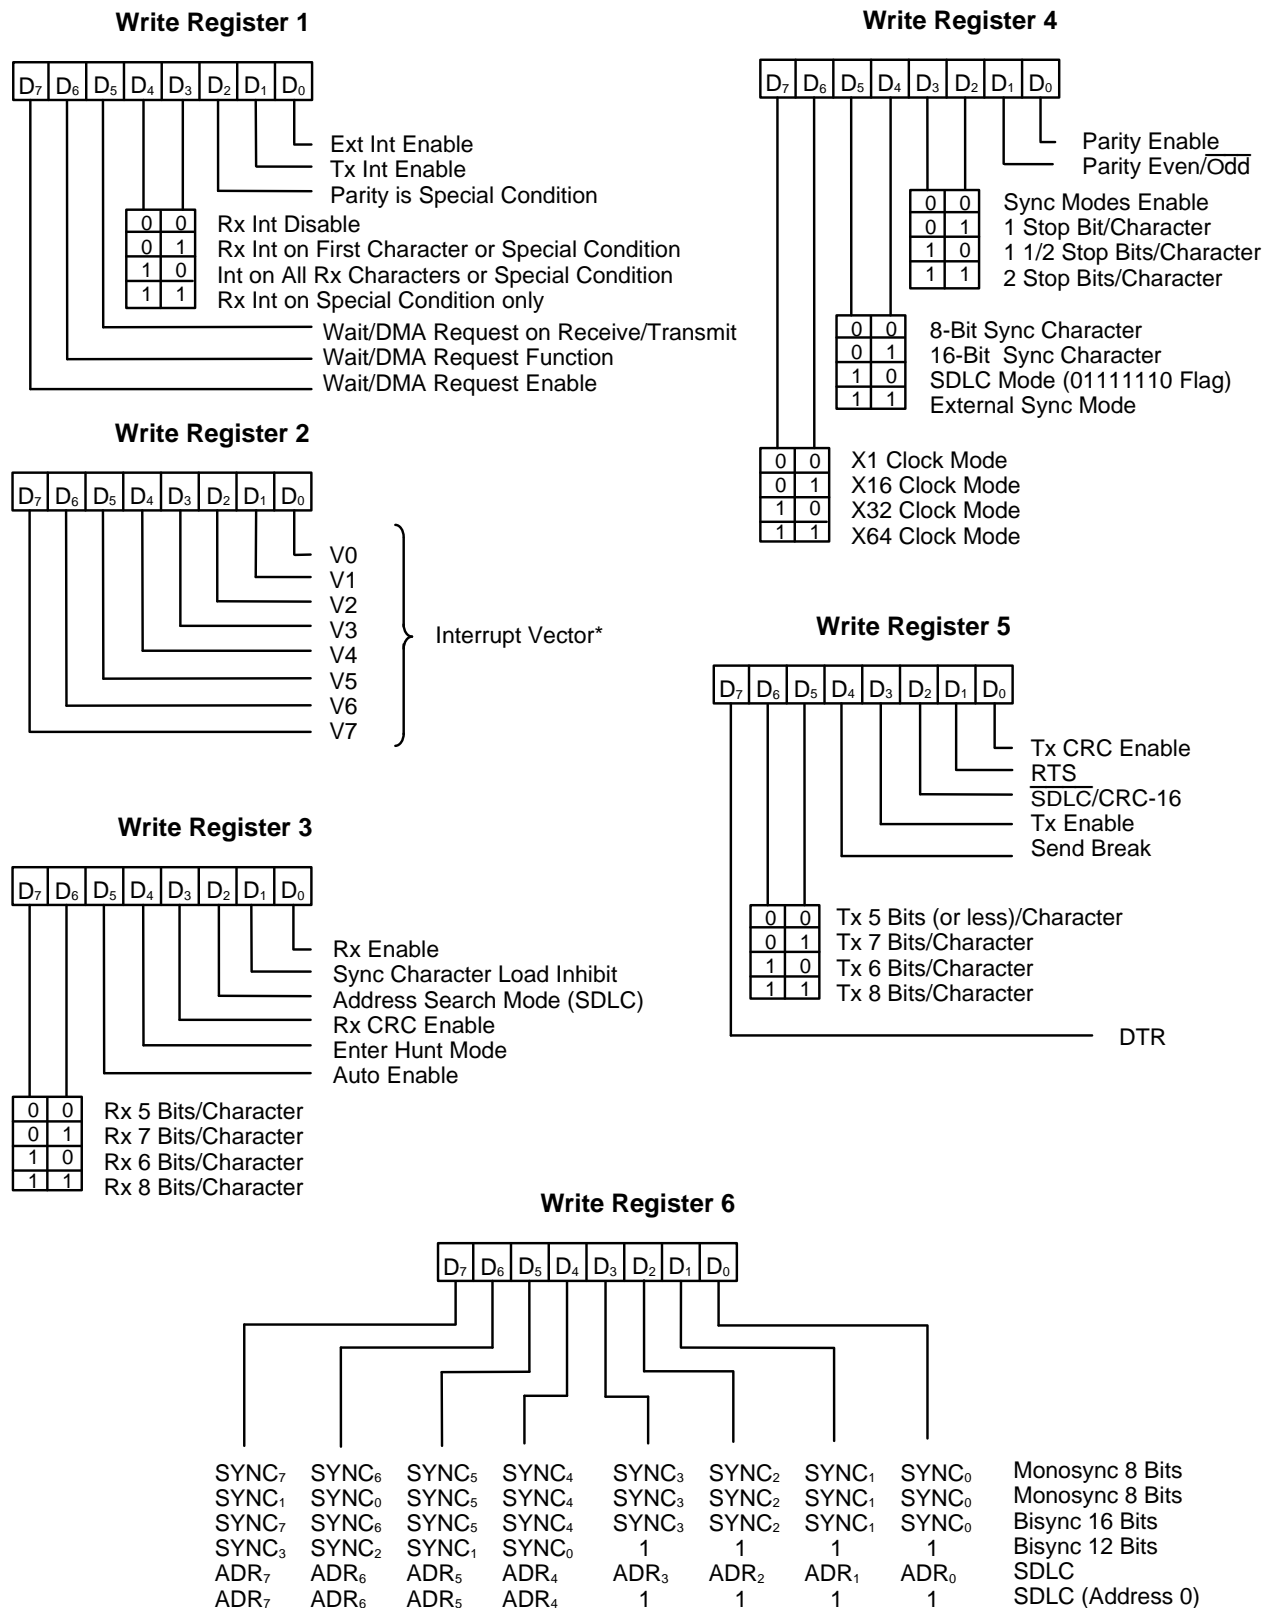 Write Register 1
D₇ D₆ D₅ D₄ D₃ D₂ D₁ D₀
Ext Int Enable
Tx Int Enable
Parity is Special Condition
0 0 Rx Int Disable
0 1 Rx Int on First Character or Special Condition
1 0 Int on All Rx Characters or Special Condition
1 1 Rx Int on Special Condition only
Wait/DMA Request on Receive/Transmit
Wait/DMA Request Function
Wait/DMA Request Enable
Write Register 2
D₇ D₆ D₅ D₄ D₃ D₂ D₁ D₀
V0
V1
V2
V3
V4
V5
V6
V7
Interrupt Vector*
Write Register 3
D₇ D₆ D₅ D₄ D₃ D₂ D₁ D₀
Rx Enable
Sync Character Load Inhibit
Address Search Mode (SDLC)
Rx CRC Enable
Enter Hunt Mode
Auto Enable
0 0 Rx 5 Bits/Character
0 1 Rx 7 Bits/Character
1 0 Rx 6 Bits/Character
1 1 Rx 8 Bits/Character
Write Register 4
D₇ D₆ D₅ D₄ D₃ D₂ D₁ D₀
Parity Enable
Parity Even/O̅d̅d̅
0 0 Sync Modes Enable
0 1 1 Stop Bit/Character
1 0 1 1/2 Stop Bits/Character
1 1 2 Stop Bits/Character
0 0 8-Bit Sync Character
0 1 16-Bit Sync Character
1 0 SDLC Mode (01111110 Flag)
1 1 External Sync Mode
0 0 X1 Clock Mode
0 1 X16 Clock Mode
1 0 X32 Clock Mode
1 1 X64 Clock Mode
Write Register 5
D₇ D₆ D₅ D₄ D₃ D₂ D₁ D₀
Tx CRC Enable
RTS
S̅D̅L̅C̅/CRC-16
Tx Enable
Send Break
0 0 Tx 5 Bits (or less)/Character
0 1 Tx 7 Bits/Character
1 0 Tx 6 Bits/Character
1 1 Tx 8 Bits/Character
DTR
Write Register 6
D₇ D₆ D₅ D₄ D₃ D₂ D₁ D₀
SYNC₇ SYNC₆ SYNC₅ SYNC₄ SYNC₃ SYNC₂ SYNC₁ SYNC₀ Monosync 8 Bits
SYNC₁ SYNC₀ SYNC₅ SYNC₄ SYNC₃ SYNC₂ SYNC₁ SYNC₀ Monosync 8 Bits
SYNC₇ SYNC₆ SYNC₅ SYNC₄ SYNC₃ SYNC₂ SYNC₁ SYNC₀ Bisync 16 Bits
SYNC₃ SYNC₂ SYNC₁ SYNC₀ 1 1 1 1 Bisync 12 Bits
ADR₇ ADR₆ ADR₅ ADR₄ ADR₃ ADR₂ ADR₁ ADR₀ SDLC
ADR₇ ADR₆ ADR₅ ADR₄ 1 1 1 1 SDLC (Address 0)